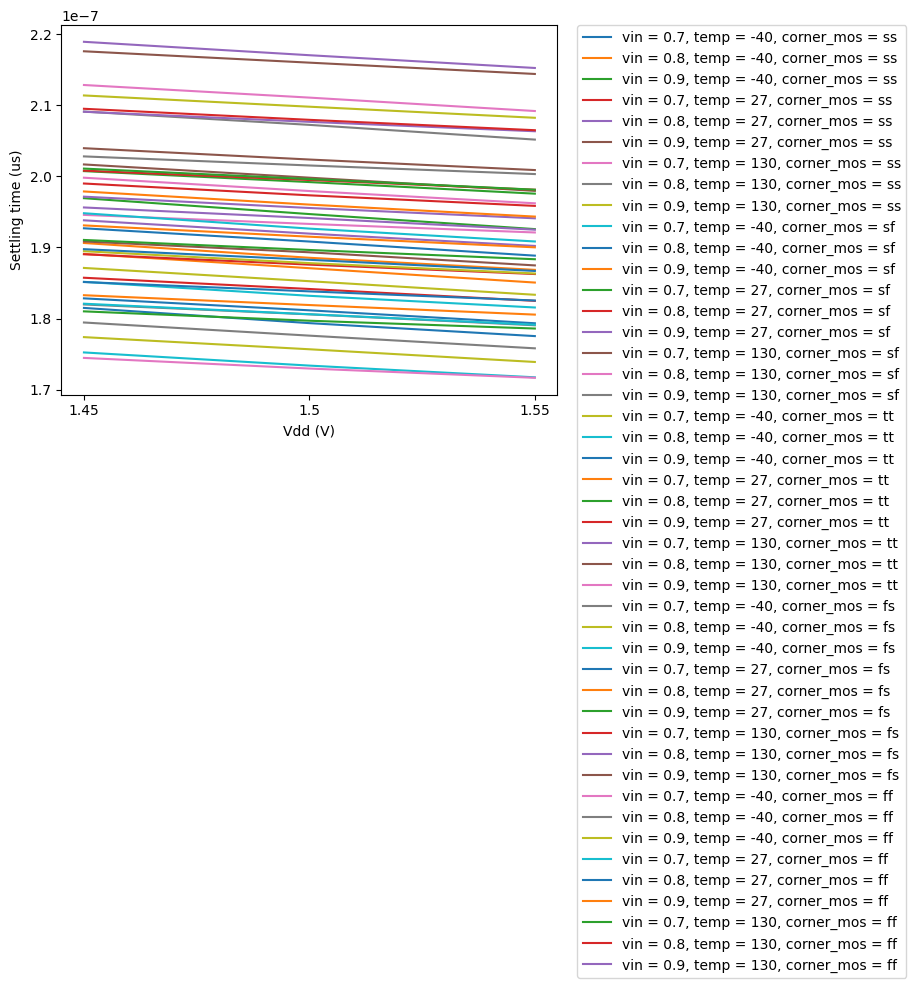 1e−7
2.2
2.1
2.0
1.9
1.8
1.7
Settling time (us)
1.45
1.5
1.55
Vdd (V)
vin = 0.7, temp = -40, corner_mos = ss
vin = 0.8, temp = -40, corner_mos = ss
vin = 0.9, temp = -40, corner_mos = ss
vin = 0.7, temp = 27, corner_mos = ss
vin = 0.8, temp = 27, corner_mos = ss
vin = 0.9, temp = 27, corner_mos = ss
vin = 0.7, temp = 130, corner_mos = ss
vin = 0.8, temp = 130, corner_mos = ss
vin = 0.9, temp = 130, corner_mos = ss
vin = 0.7, temp = -40, corner_mos = sf
vin = 0.8, temp = -40, corner_mos = sf
vin = 0.9, temp = -40, corner_mos = sf
vin = 0.7, temp = 27, corner_mos = sf
vin = 0.8, temp = 27, corner_mos = sf
vin = 0.9, temp = 27, corner_mos = sf
vin = 0.7, temp = 130, corner_mos = sf
vin = 0.8, temp = 130, corner_mos = sf
vin = 0.9, temp = 130, corner_mos = sf
vin = 0.7, temp = -40, corner_mos = tt
vin = 0.8, temp = -40, corner_mos = tt
vin = 0.9, temp = -40, corner_mos = tt
vin = 0.7, temp = 27, corner_mos = tt
vin = 0.8, temp = 27, corner_mos = tt
vin = 0.9, temp = 27, corner_mos = tt
vin = 0.7, temp = 130, corner_mos = tt
vin = 0.8, temp = 130, corner_mos = tt
vin = 0.9, temp = 130, corner_mos = tt
vin = 0.7, temp = -40, corner_mos = fs
vin = 0.8, temp = -40, corner_mos = fs
vin = 0.9, temp = -40, corner_mos = fs
vin = 0.7, temp = 27, corner_mos = fs
vin = 0.8, temp = 27, corner_mos = fs
vin = 0.9, temp = 27, corner_mos = fs
vin = 0.7, temp = 130, corner_mos = fs
vin = 0.8, temp = 130, corner_mos = fs
vin = 0.9, temp = 130, corner_mos = fs
vin = 0.7, temp = -40, corner_mos = ff
vin = 0.8, temp = -40, corner_mos = ff
vin = 0.9, temp = -40, corner_mos = ff
vin = 0.7, temp = 27, corner_mos = ff
vin = 0.8, temp = 27, corner_mos = ff
vin = 0.9, temp = 27, corner_mos = ff
vin = 0.7, temp = 130, corner_mos = ff
vin = 0.8, temp = 130, corner_mos = ff
vin = 0.9, temp = 130, corner_mos = ff